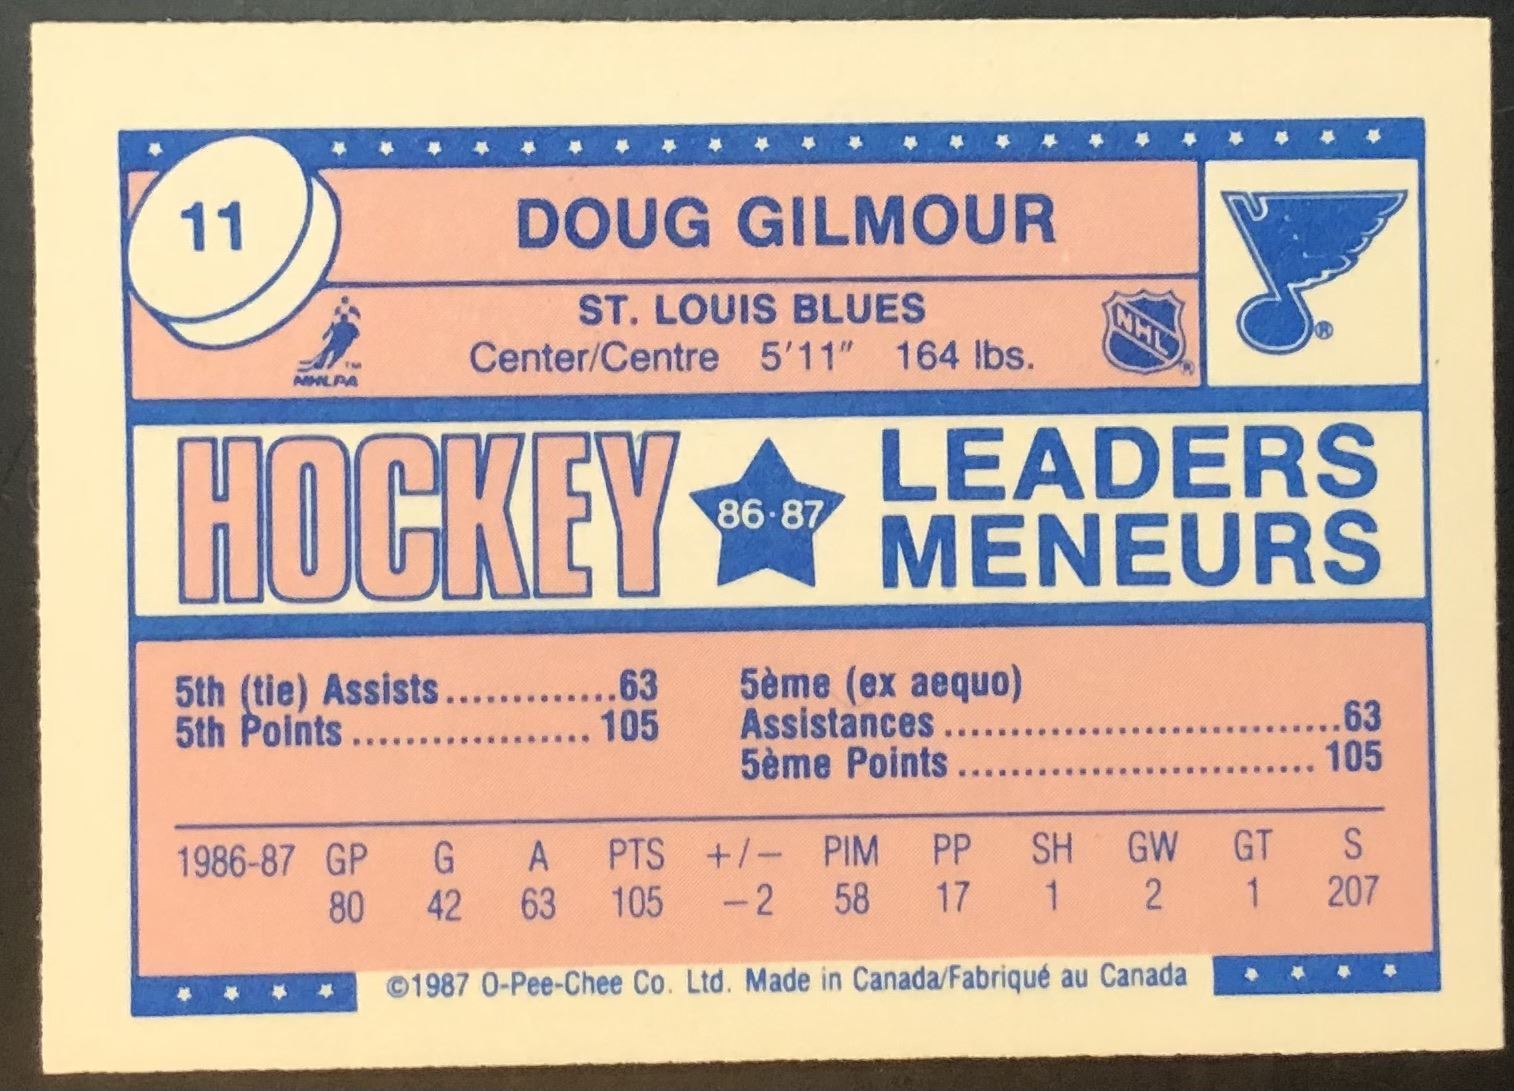 11
DOUG GILMOUR
ST. LOUIS BLUES
Center/Centre 5'11" 164 lbs.
TM
NHLPA
NHL
®
®
HOCKEY
86·87
LEADERS
MENEURS
5th (tie) Assists.............63
5th Points.................. 105
5ème (ex aequo)
Assistances..............................63
5ème Points........................... 105
1986-87 GP G A PTS +/− PIM PP SH GW GT S
80 42 63 105 −2 58 17 1 2 1 207
©1987 O-Pee-Chee Co. Ltd. Made in Canada/Fabriqué au Canada